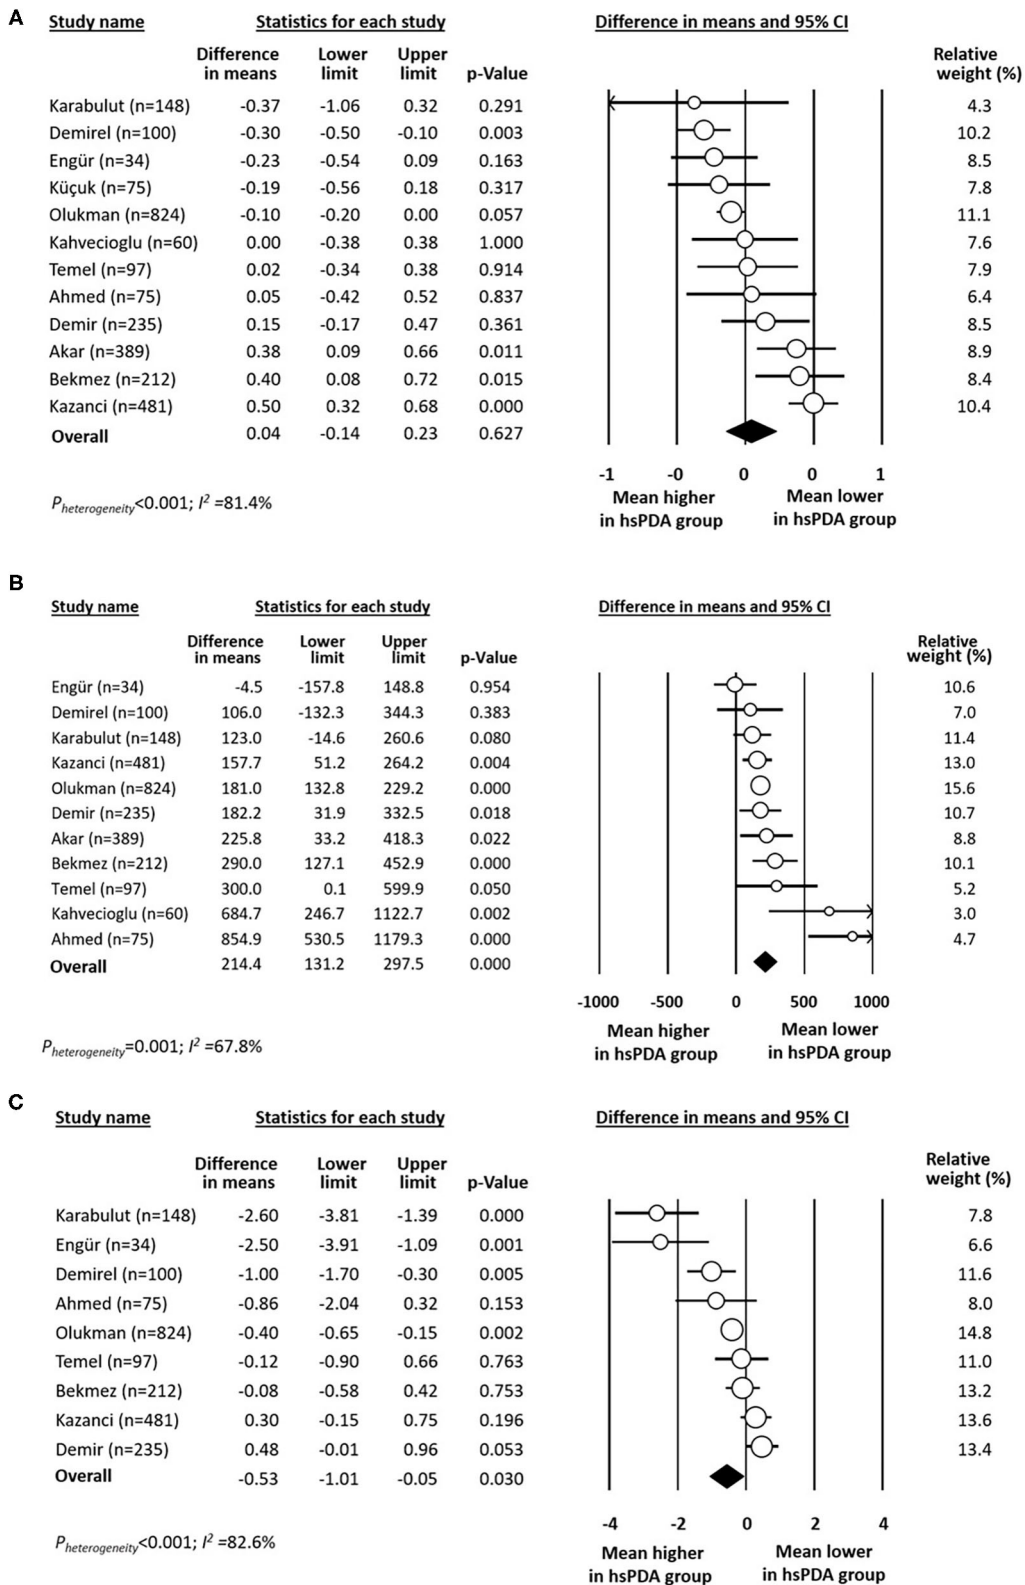 A
Study name Statistics for each study Difference in means and 95% CI
Difference in means Lower limit Upper limit p-Value Relative weight (%)
Karabulut (n=148) -0.37 -1.06 0.32 0.291 4.3
Demirel (n=100) -0.30 -0.50 -0.10 0.003 10.2
Engür (n=34) -0.23 -0.54 0.09 0.163 8.5
Küçuk (n=75) -0.19 -0.56 0.18 0.317 7.8
Olukman (n=824) -0.10 -0.20 0.00 0.057 11.1
Kahvecioglu (n=60) 0.00 -0.38 0.38 1.000 7.6
Temel (n=97) 0.02 -0.34 0.38 0.914 7.9
Ahmed (n=75) 0.05 -0.42 0.52 0.837 6.4
Demir (n=235) 0.15 -0.17 0.47 0.361 8.5
Akar (n=389) 0.38 0.09 0.66 0.011 8.9
Bekmez (n=212) 0.40 0.08 0.72 0.015 8.4
Kazanci (n=481) 0.50 0.32 0.68 0.000 10.4
Overall 0.04 -0.14 0.23 0.627
-1 -0 0 0 1
Mean higher in hsPDA group Mean lower in hsPDA group
Pheterogeneity<0.001; I2 =81.4%
B
Study name Statistics for each study Difference in means and 95% CI
Difference in means Lower limit Upper limit p-Value Relative weight (%)
Engür (n=34) -4.5 -157.8 148.8 0.954 10.6
Demirel (n=100) 106.0 -132.3 344.3 0.383 7.0
Karabulut (n=148) 123.0 -14.6 260.6 0.080 11.4
Kazanci (n=481) 157.7 51.2 264.2 0.004 13.0
Olukman (n=824) 181.0 132.8 229.2 0.000 15.6
Demir (n=235) 182.2 31.9 332.5 0.018 10.7
Akar (n=389) 225.8 33.2 418.3 0.022 8.8
Bekmez (n=212) 290.0 127.1 452.9 0.000 10.1
Temel (n=97) 300.0 0.1 599.9 0.050 5.2
Kahvecioglu (n=60) 684.7 246.7 1122.7 0.002 3.0
Ahmed (n=75) 854.9 530.5 1179.3 0.000 4.7
Overall 214.4 131.2 297.5 0.000
-1000 -500 0 500 1000
Mean higher in hsPDA group Mean lower in hsPDA group
Pheterogeneity=0.001; I2 =67.8%
C
Study name Statistics for each study Difference in means and 95% CI
Difference in means Lower limit Upper limit p-Value Relative weight (%)
Karabulut (n=148) -2.60 -3.81 -1.39 0.000 7.8
Engür (n=34) -2.50 -3.91 -1.09 0.001 6.6
Demirel (n=100) -1.00 -1.70 -0.30 0.005 11.6
Ahmed (n=75) -0.86 -2.04 0.32 0.153 8.0
Olukman (n=824) -0.40 -0.65 -0.15 0.002 14.8
Temel (n=97) -0.12 -0.90 0.66 0.763 11.0
Bekmez (n=212) -0.08 -0.58 0.42 0.753 13.2
Kazanci (n=481) 0.30 -0.15 0.75 0.196 13.6
Demir (n=235) 0.48 -0.01 0.96 0.053 13.4
Overall -0.53 -1.01 -0.05 0.030
-4 -2 0 2 4
Mean higher in hsPDA group Mean lower in hsPDA group
Pheterogeneity<0.001; I2 =82.6%